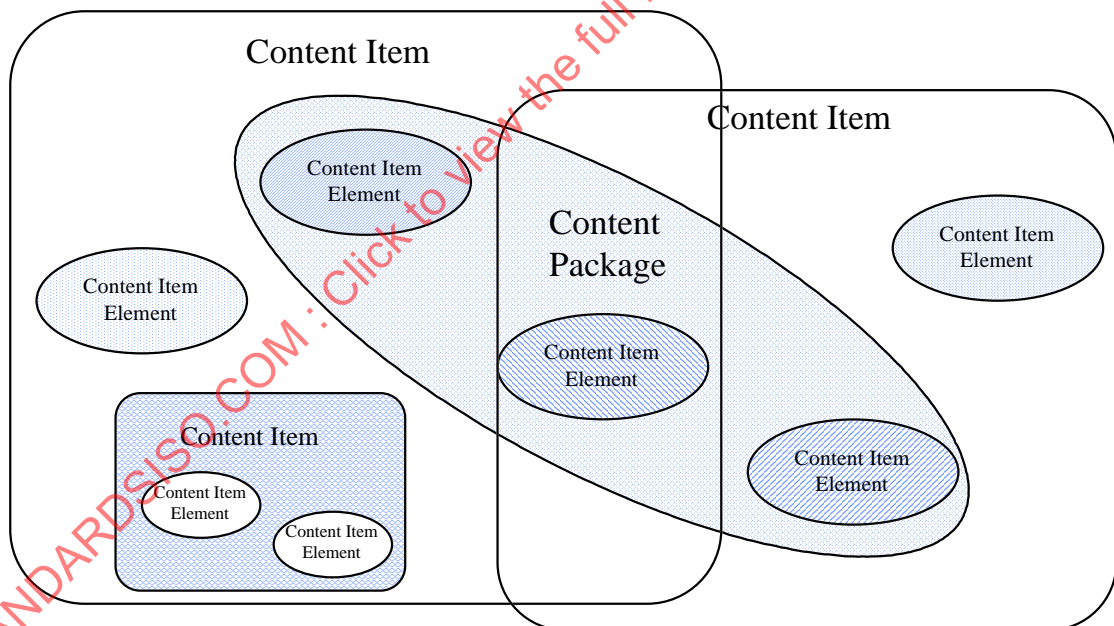 Content Item
Content Item
Content Item
Element
Content
Package
Content Item
Element
Content Item
Element
Content Item
Element
Content Item
Element
Content Item
Content Item
Element
Content Item
Element
NDARDSISO.COM : Click to view the full